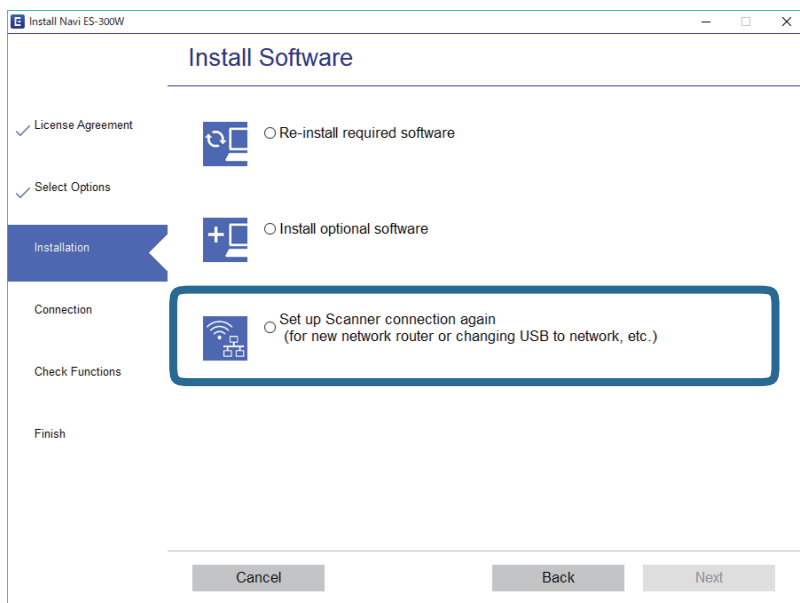 E Install Navi ES-300W
Install Software
License Agreement
Select Options
Installation
Connection
Check Functions
Finish
Re-install required software
Install optional software
Set up Scanner connection again
(for new network router or changing USB to network, etc.)
Cancel
Back
Next